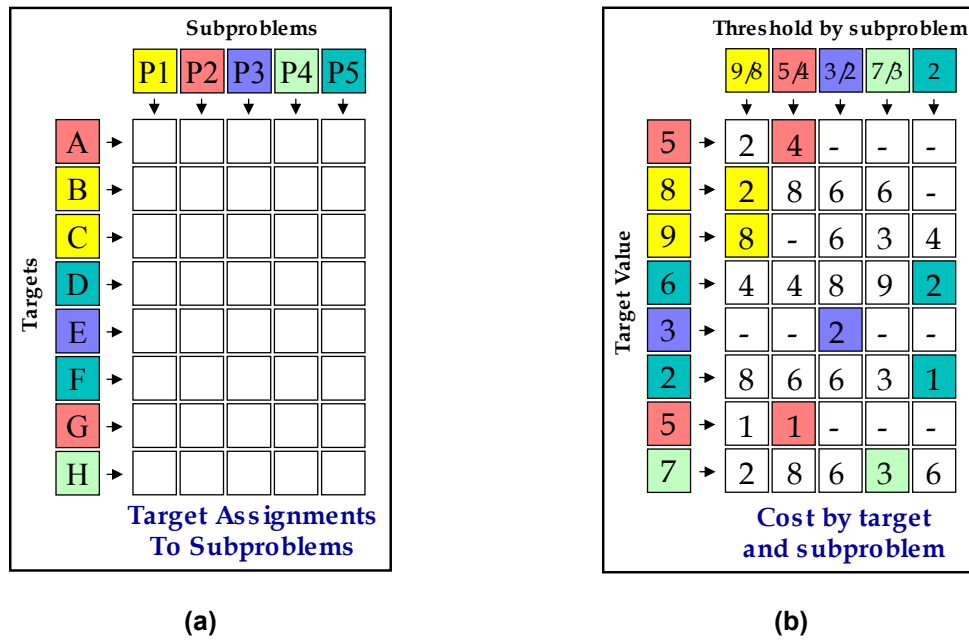 Subproblems
P1 P2 P3 P4 P5
Targets
A
B
C
D
E
F
G
H
Target Assignments
To Subproblems
(a)
Threshold by subproblem
9/8 5/4 3/2 7/3 2
Target Value
5 2 4 - - -
8 2 8 6 6 -
9 8 - 6 3 4
6 4 4 8 9 2
3 - - 2 - -
2 8 6 6 3 1
5 1 1 - - -
7 2 8 6 3 6
Cost by target
and subproblem
(b)